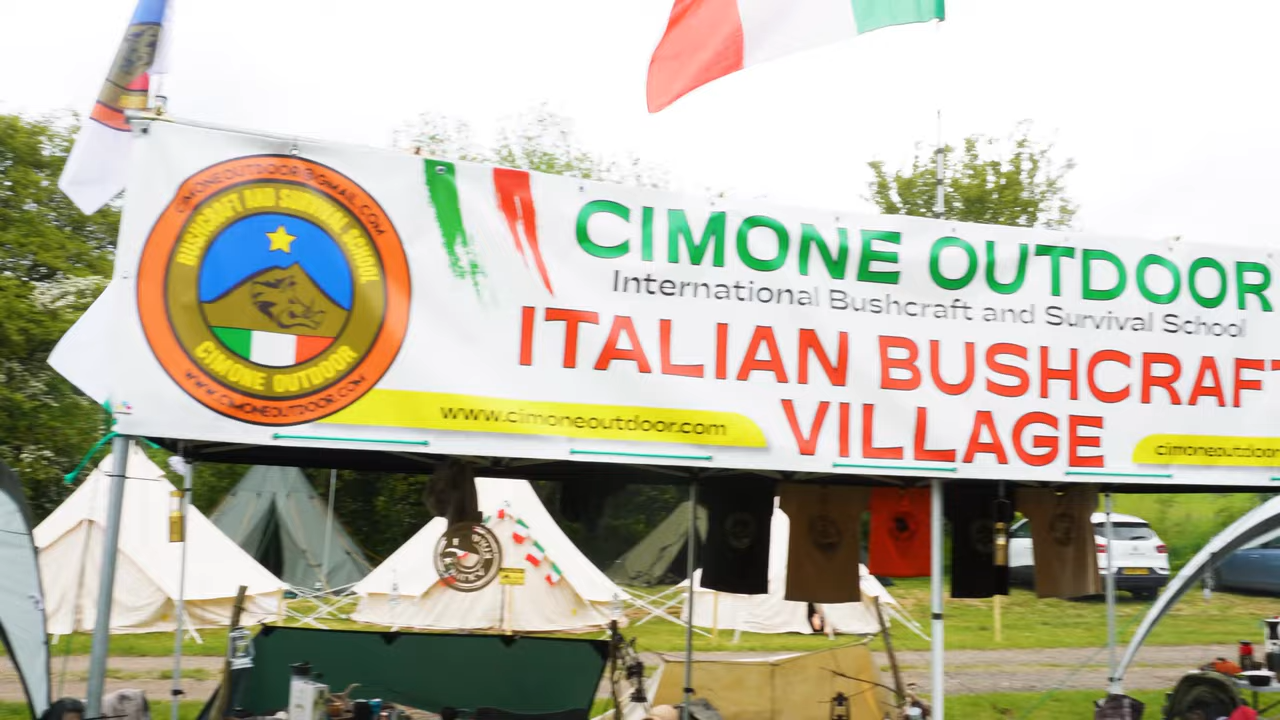 CIMONEOUTDOOR@GMAIL.COM
BUSHCRAFT AND SURVIVAL SCHOOL
CIMONE OUTDOOR
WWW.CIMONEOUTDOOR.COM
CIMONE OUTDOOR
International Bushcraft and Survival School
ITALIAN BUSHCRAFT
VILLAGE
www.cimoneoutdoor.com
cimoneoutdoor